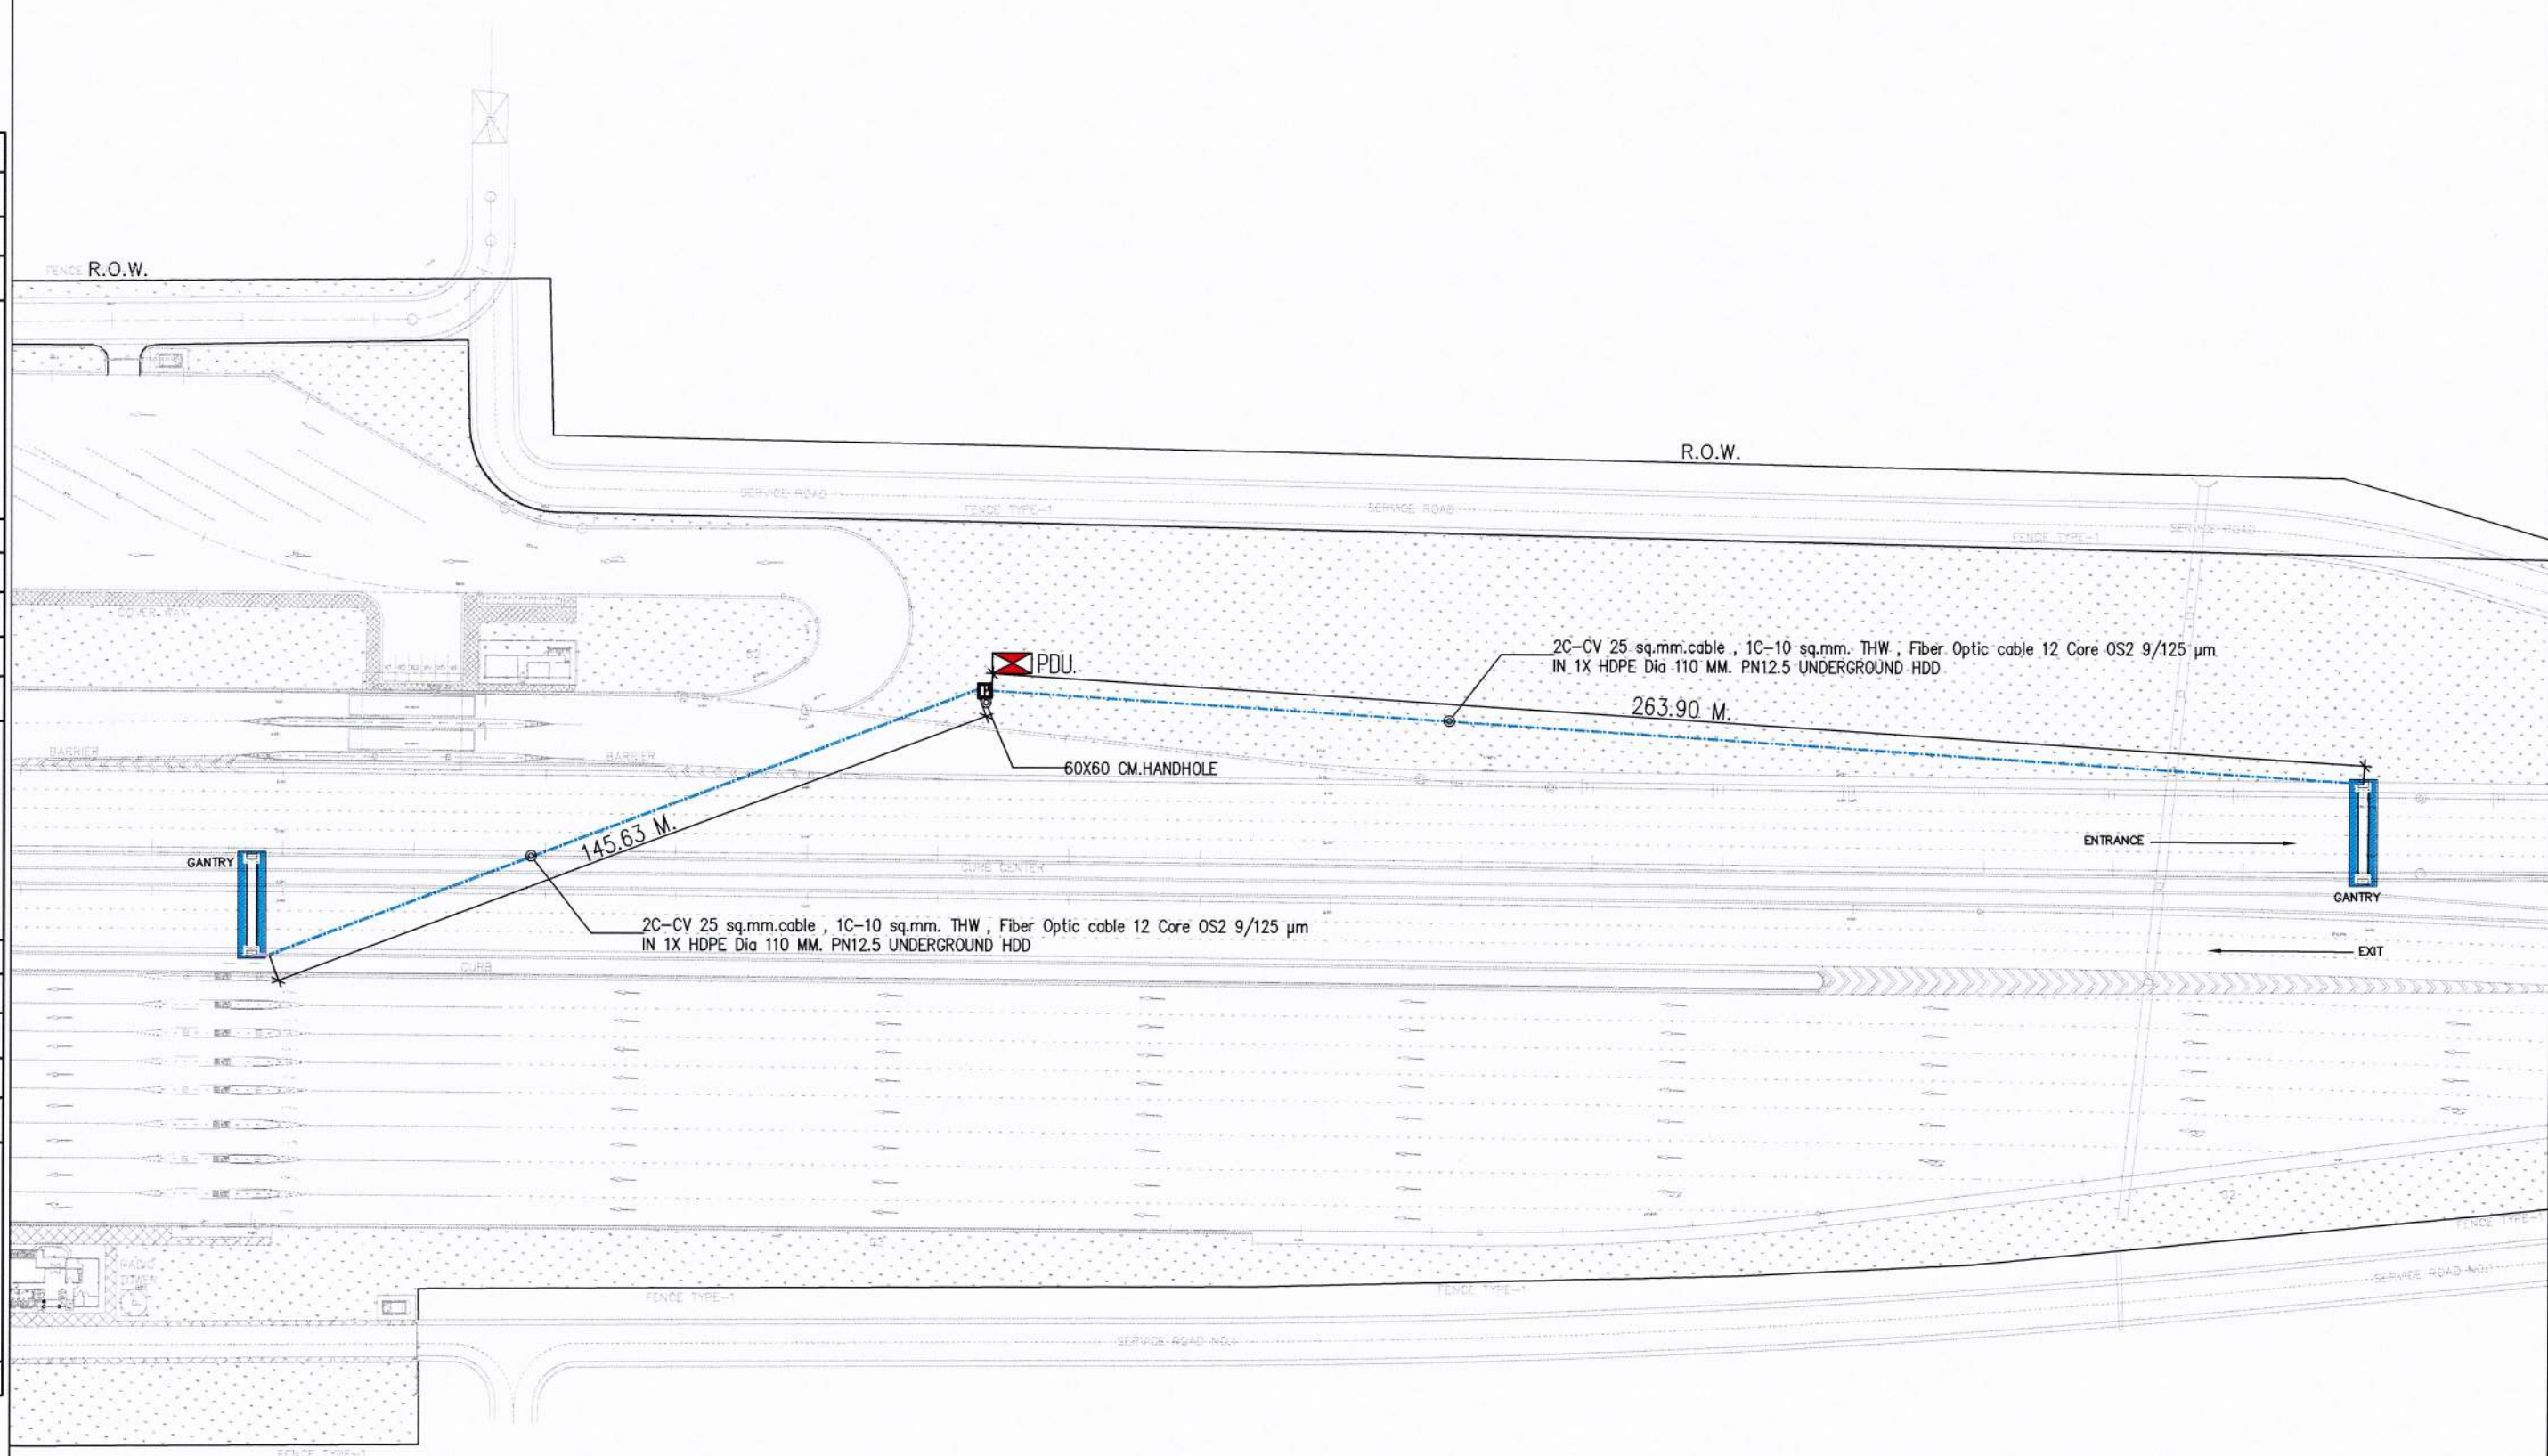 FENCE R.O.W.
R.O.W.
SERVICE ROAD
FENCE TYPE-1
SERVICE ROAD
FENCE TYPE-1
SERVICE ROAD
COVER WAY
PDU.
2C-CV 25 sq.mm.cable , 1C-10 sq.mm. THW , Fiber Optic cable 12 Core OS2 9/125 µm
IN 1X HDPE Dia 110 MM. PN12.5 UNDERGROUND HDD
263.90 M.
BARRIER
BARRIER
60X60 CM.HANDHOLE
145.63 M.
ENTRANCE
GANTRY
CURB CENTER
GANTRY
2C-CV 25 sq.mm.cable , 1C-10 sq.mm. THW , Fiber Optic cable 12 Core OS2 9/125 µm
IN 1X HDPE Dia 110 MM. PN12.5 UNDERGROUND HDD
EXIT
CURB
FENCE TYPE-1
RADIO
TOWER
SERVICE ROAD NO.1
FENCE TYPE-1
FENCE TYPE-1
SERVICE ROAD NO.1
FENCE TYPE-1